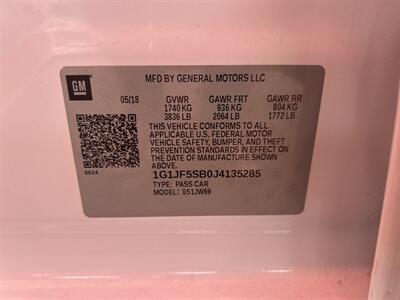 GM
MFD BY GENERAL MOTORS LLC
05/18 GVWR GAWR FRT GAWR RR
1740 KG 936 KG 804 KG
3836 LB 2064 LB 1772 LB
THIS VEHICLE CONFORMS TO ALL
APPLICABLE U.S. FEDERAL MOTOR
VEHICLE SAFETY, BUMPER, AND THEFT
PREVENTION STANDARDS IN EFFECT ON
THE DATE OF MANUFACTURE SHOWN
ABOVE.
8624
1G1JF5SB0J4135285
TYPE: PASS CAR
MODEL: 051JW69